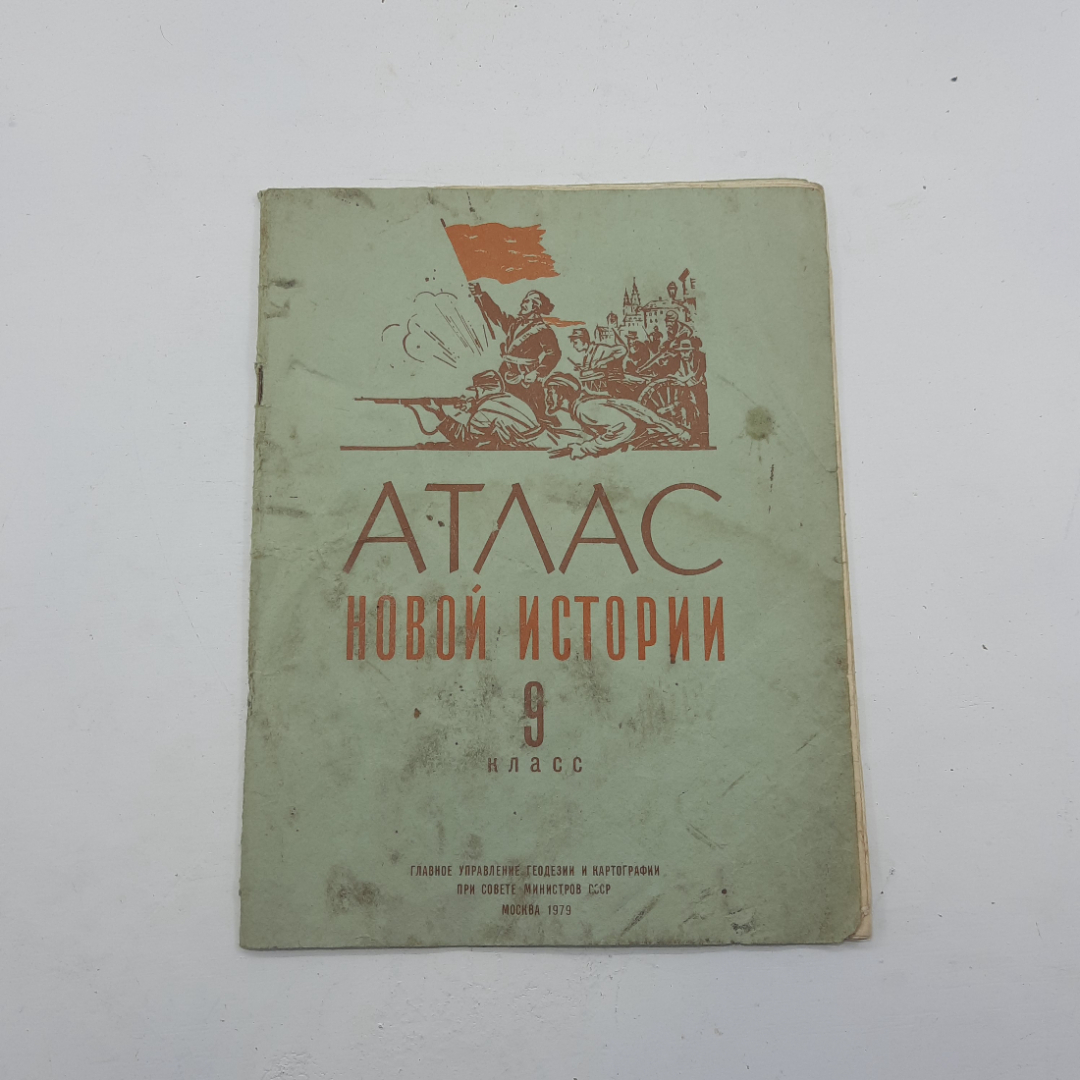 АТЛАС
НОВОЙ ИСТОРИИ
9
класс
ГЛАВНОЕ УПРАВЛЕНИЕ ГЕОДЕЗИИ И КАРТОГРАФИИ
ПРИ СОВЕТЕ МИНИСТРОВ СССР
МОСКВА 1979